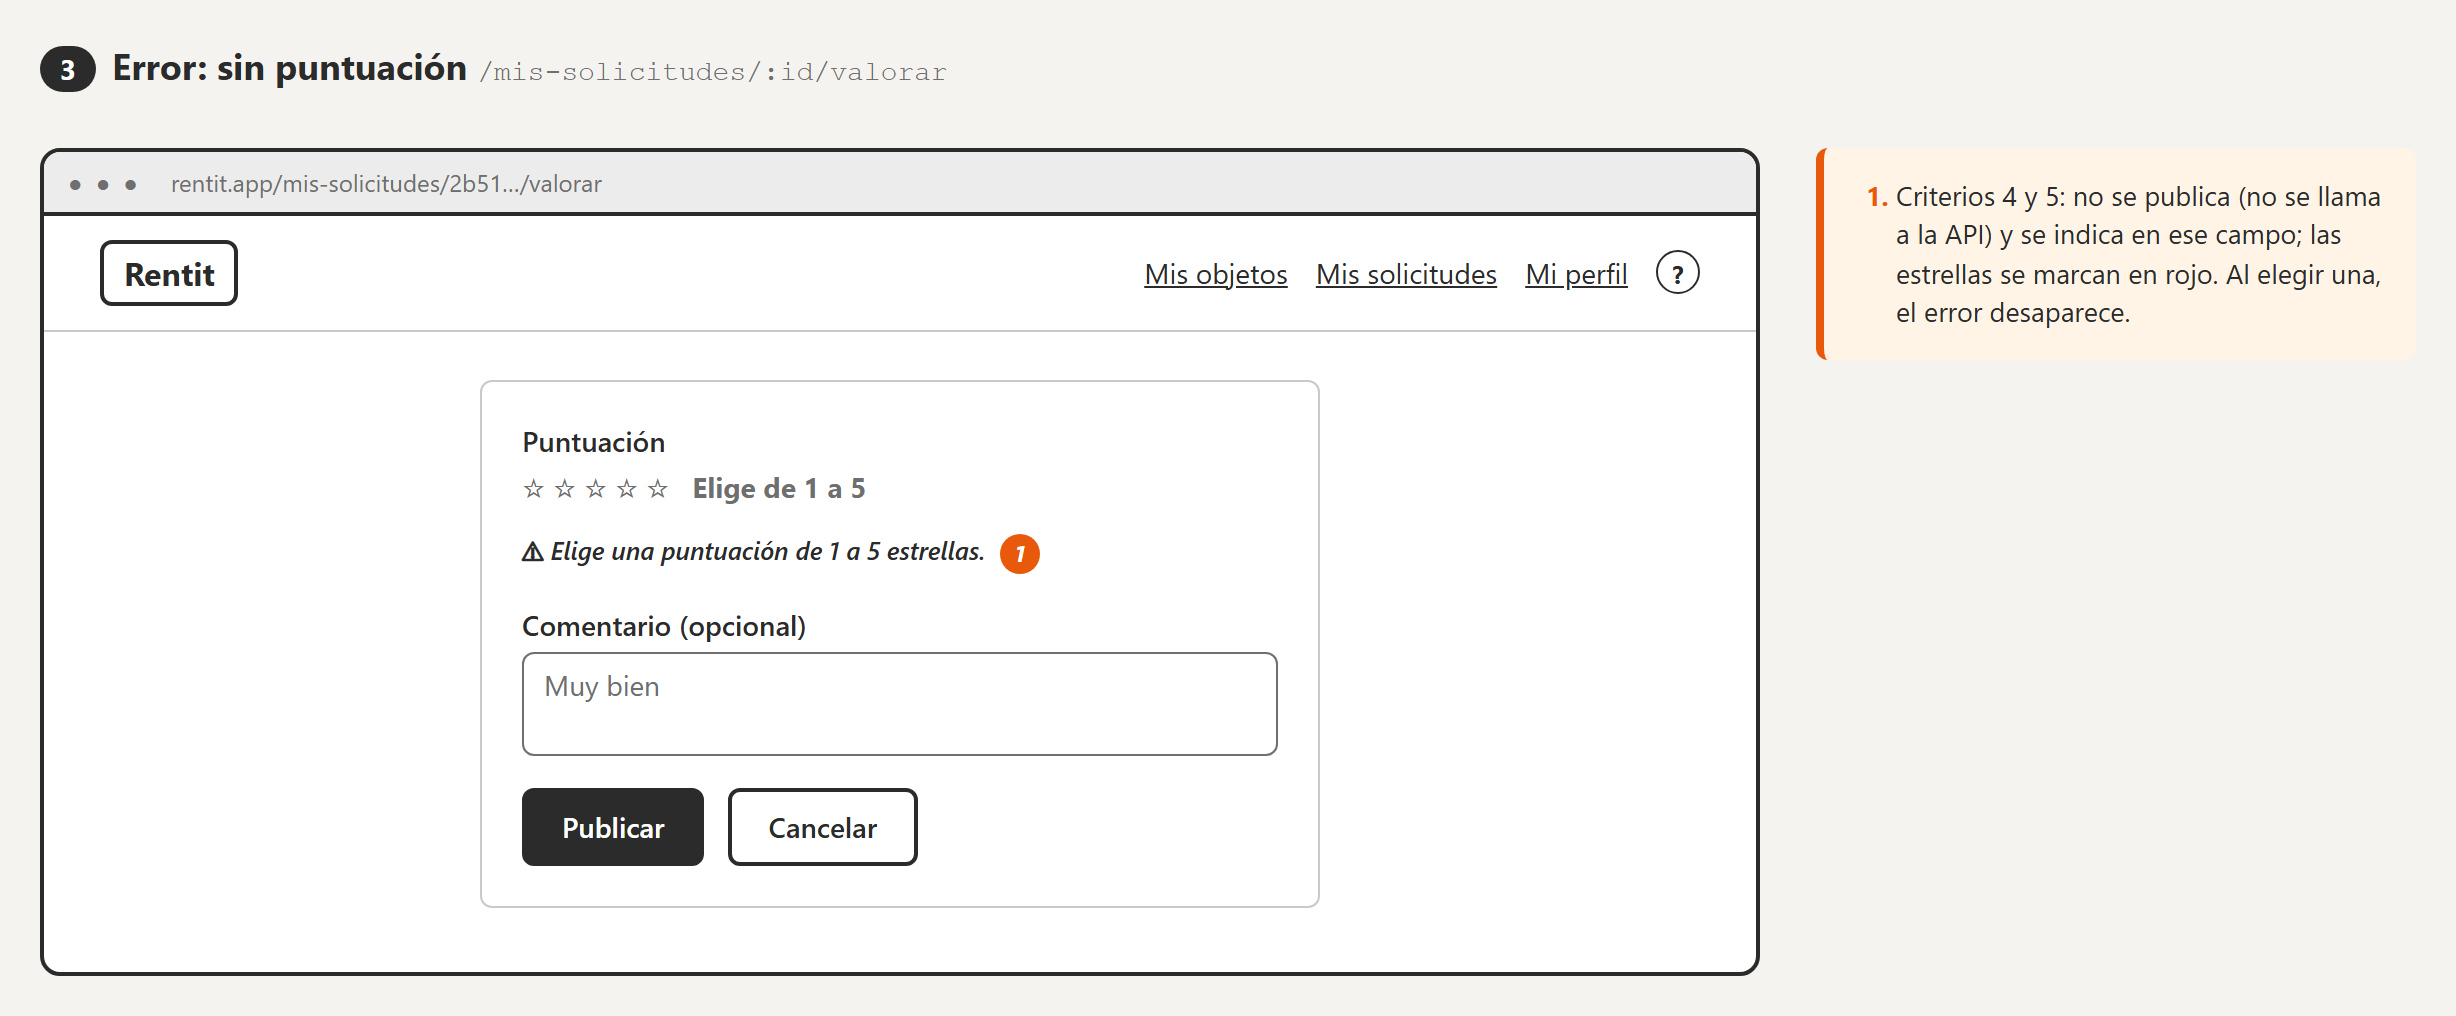 3 Error: sin puntuación /mis-solicitudes/:id/valorar
rentit.app/mis-solicitudes/2b51.../valorar
Rentit
Mis objetos Mis solicitudes Mi perfil ?
Puntuación
☆ ☆ ☆ ☆ ☆ Elige de 1 a 5
⚠ Elige una puntuación de 1 a 5 estrellas. 1
Comentario (opcional)
Muy bien
Publicar Cancelar
1. Criterios 4 y 5: no se publica (no se llama
a la API) y se indica en ese campo; las
estrellas se marcan en rojo. Al elegir una,
el error desaparece.